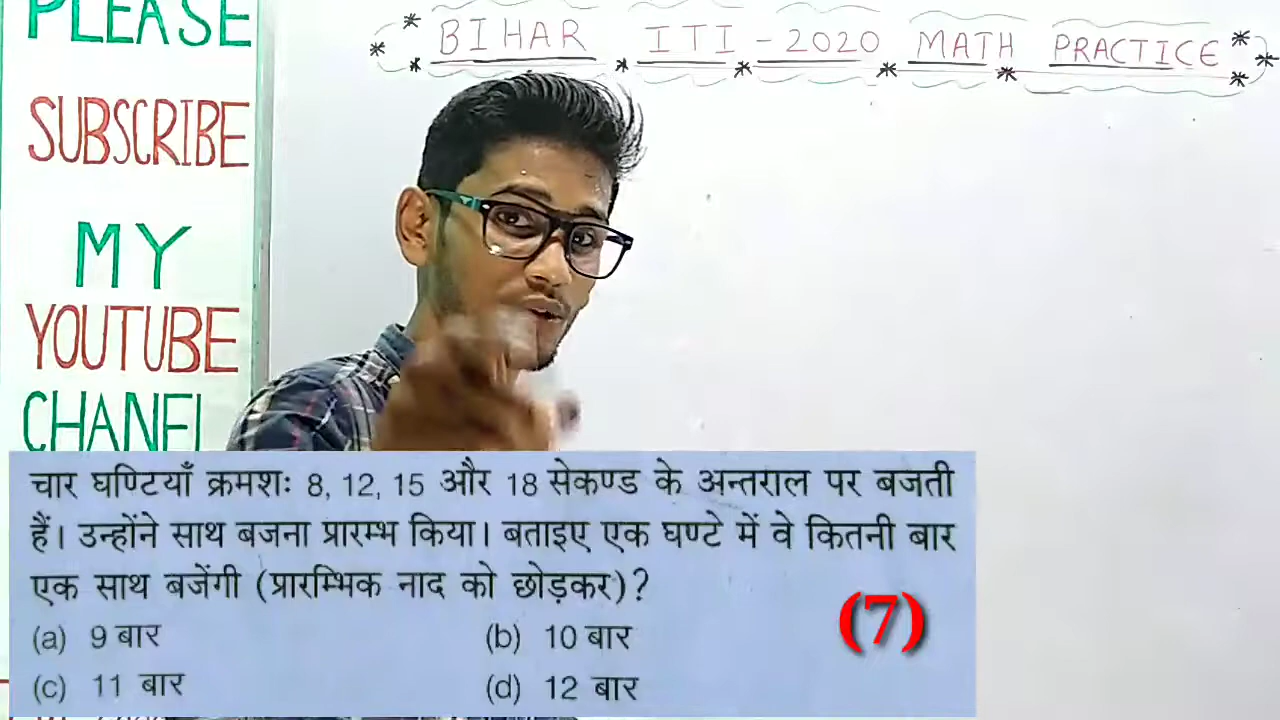 PLEASE
SUBSCRIBE
MY
YOUTUBE
CHANEL
* BIHAR * ITI - 2020 * MATH * PRACTICE *
चार घण्टियाँ क्रमशः 8, 12, 15 और 18 सेकण्ड के अन्तराल पर बजती
हैं। उन्होंने साथ बजना प्रारम्भ किया। बताइए एक घण्टे में वे कितनी बार
एक साथ बजेंगी (प्रारम्भिक नाद को छोड़कर)?
(7)
(a) 9 बार
(b) 10 बार
(c) 11 बार
(d) 12 बार